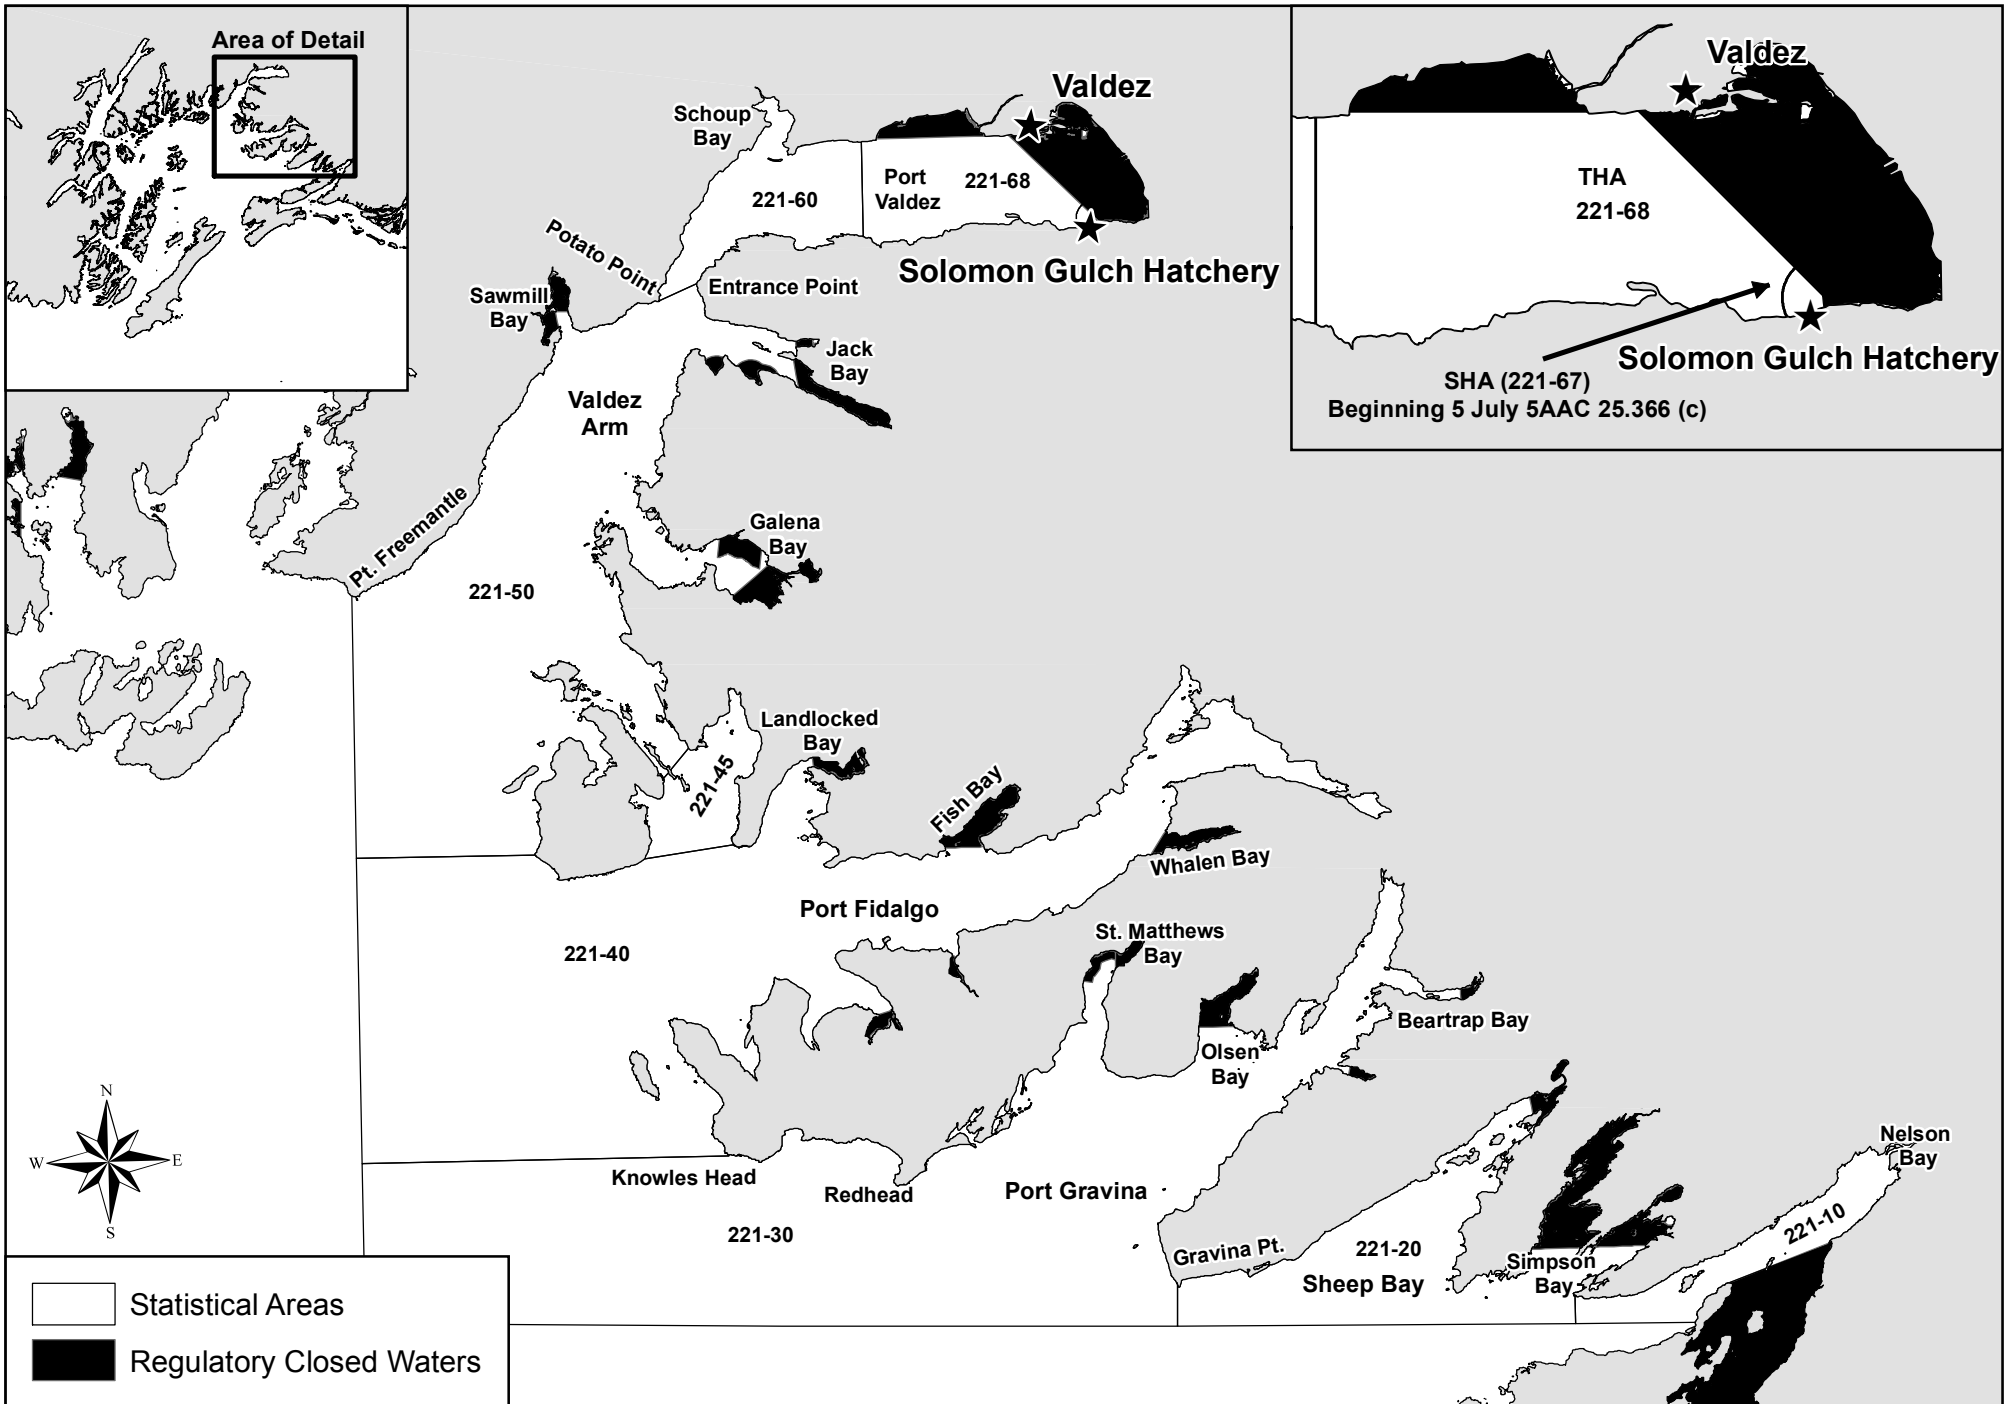 Area of Detail
Valdez
THA
221-68
Solomon Gulch Hatchery
SHA (221-67)
Beginning 5 July 5AAC 25.366 (c)
Valdez
Schoup
Bay
Port
Valdez
221-68
221-60
Potato Point
Solomon Gulch Hatchery
Entrance Point
Sawmill
Bay
Jack
Bay
Valdez
Arm
Pt. Freemantle
Galena
Bay
221-50
Landlocked
Bay
221-45
Fish Bay
Whalen Bay
Port Fidalgo
St. Matthews
Bay
221-40
Beartrap Bay
Olsen
Bay
N
W
E
S
Nelson
Bay
Knowles Head
Redhead
Port Gravina
221-10
221-30
Gravina Pt.
221-20
Sheep Bay
Simpson
Bay
Statistical Areas
Regulatory Closed Waters